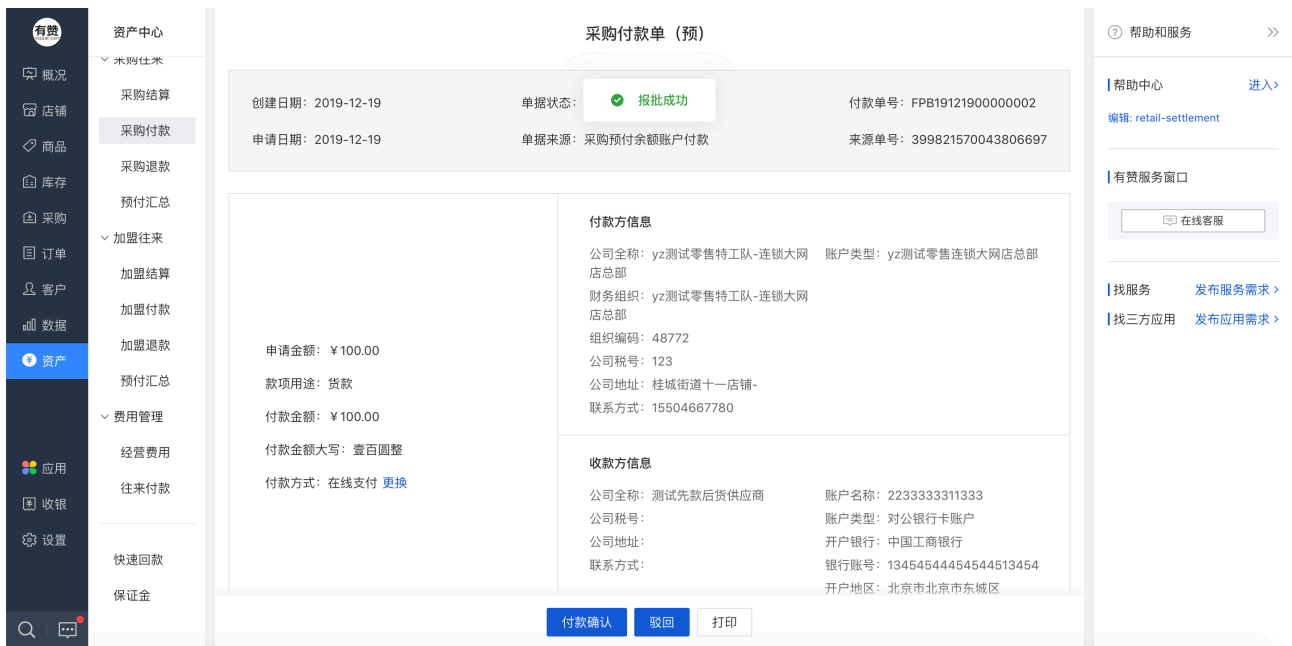 有赞
概况
店铺
商品
库存
采购
订单
客户
数据
资产
应用
收银
设置
资产中心
采购往来
采购结算
采购付款
采购退款
预付汇总
加盟往来
加盟结算
加盟付款
加盟退款
预付汇总
费用管理
经营费用
往来付款
快速回款
保证金
采购付款单（预）
创建日期：2019-12-19
单据状态：
报批成功
付款单号：FPB19121900000002
申请日期：2019-12-19
单据来源：采购预付余额账户付款
来源单号：399821570043806697
申请金额：￥100.00
款项用途：货款
付款金额：￥100.00
付款金额大写：壹百圆整
付款方式：在线支付 更换
付款方信息
公司全称：yz测试零售特工队-连锁大网
店总部
账户类型：yz测试零售连锁大网店总部
财务组织：yz测试零售特工队-连锁大网
店总部
组织编码：48772
公司税号：123
公司地址：桂城街道十一店铺-
联系方式：15504667780
收款方信息
公司全称：测试先款后货供应商
账户名称：2233333311333
公司税号：
账户类型：对公银行卡账户
公司地址：
开户银行：中国工商银行
联系方式：
银行账号：13454544454544513454
开户地区：北京市北京市东城区
付款确认
驳回
打印
帮助和服务
帮助中心
进入>
编辑: retail-settlement
有赞服务窗口
在线客服
找服务
发布服务需求 >
找三方应用
发布应用需求 >